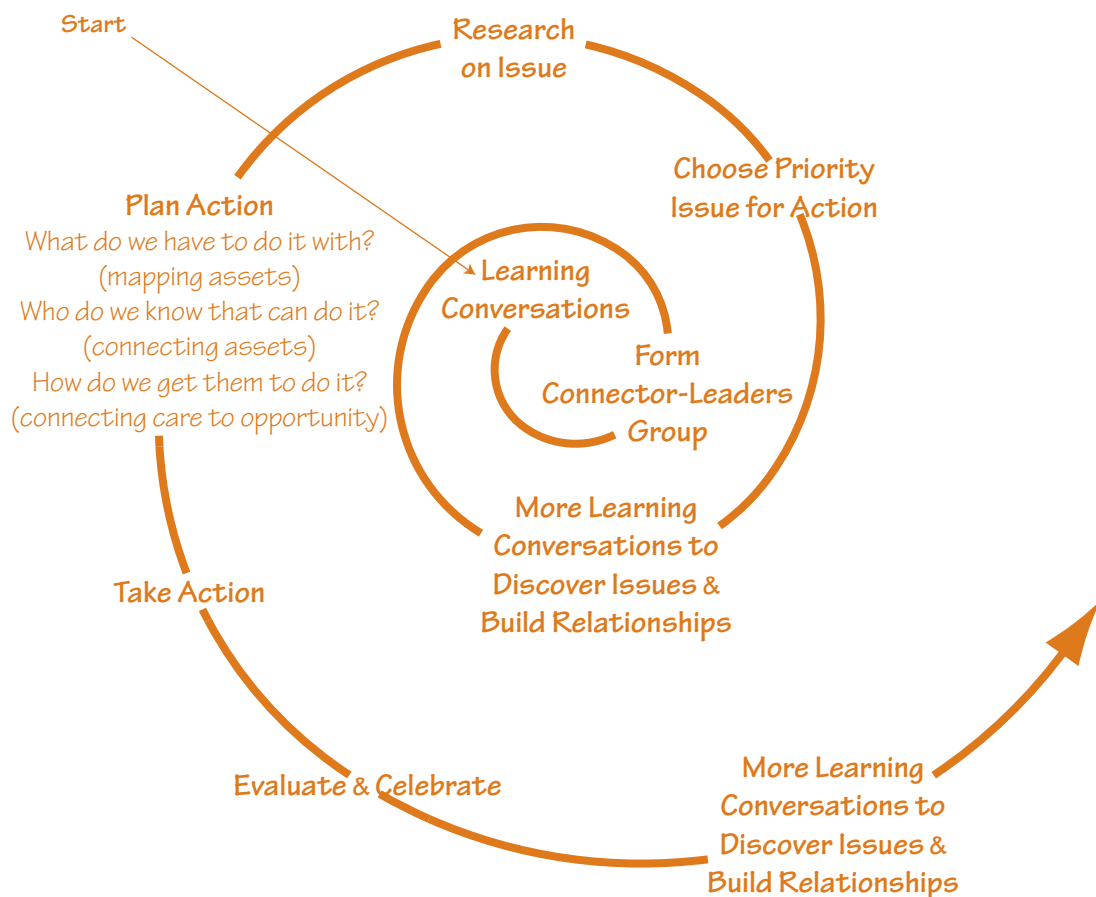 Start
Learning
Conversations
Form
Connector-Leaders
Group
More Learning
Conversations to
Discover Issues &
Build Relationships
Choose Priority
Issue for Action
Research
on Issue
Plan Action
What do we have to do it with?
(mapping assets)
Who do we know that can do it?
(connecting assets)
How do we get them to do it?
(connecting care to opportunity)
Take Action
Evaluate & Celebrate
More Learning
Conversations to
Discover Issues &
Build Relationships